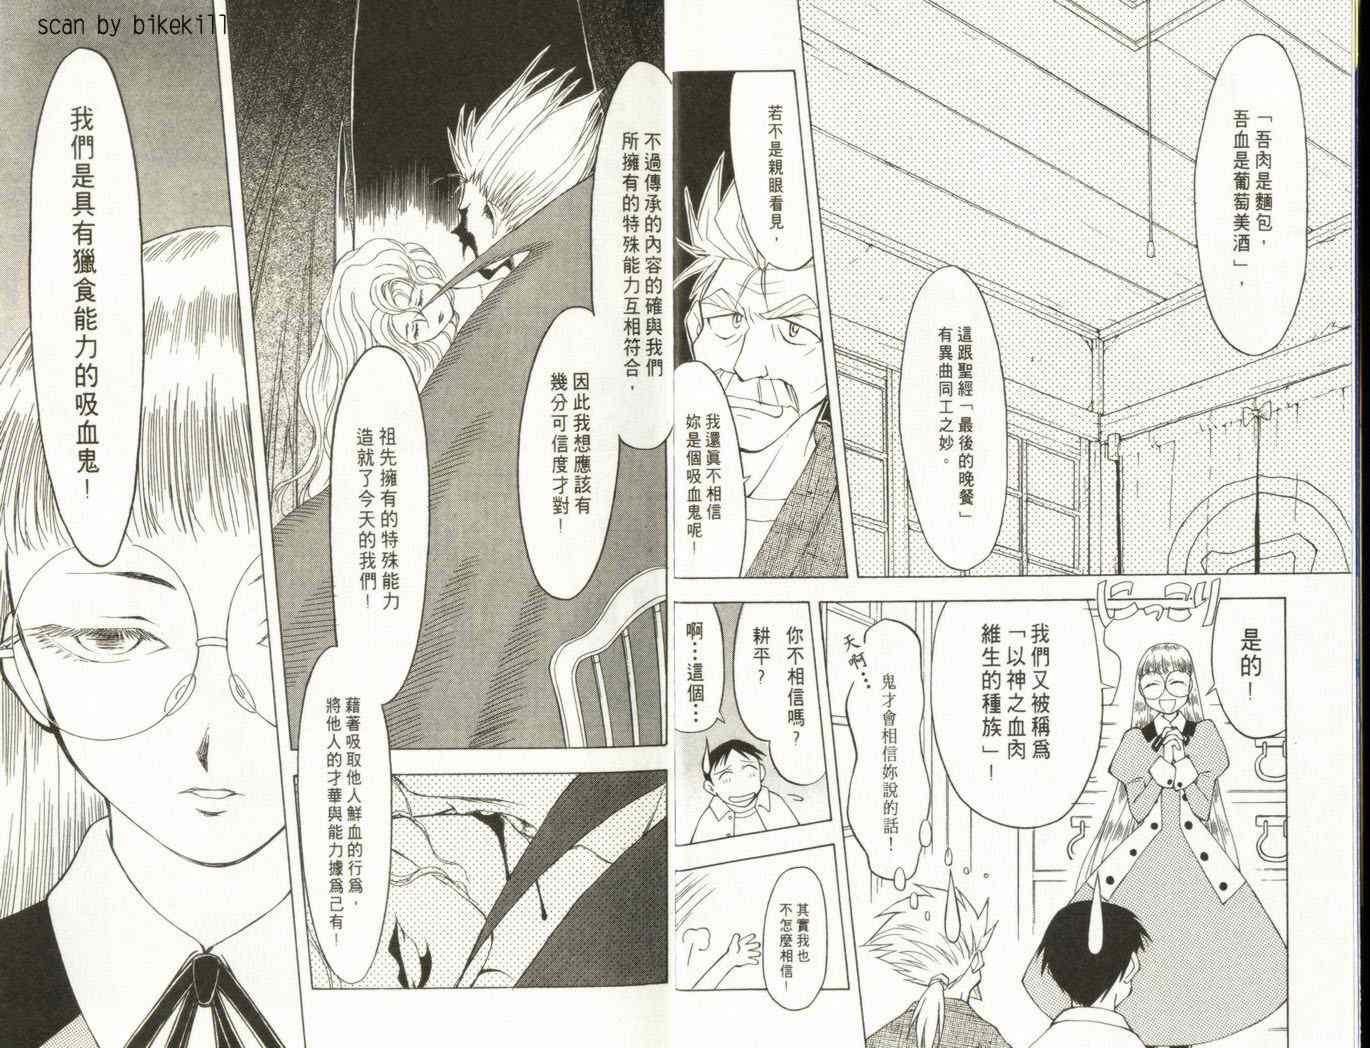 scan by bikekill
「吾肉是麵包，
吾血是葡萄美酒」，
這跟聖經「最後的晚餐」
有異曲同工之妙。
若不是親眼看見，
我還眞不相信
妳是個吸血鬼呢！
是的！
にっこり
我們又被稱爲
「以神之血肉
維生的種族」！
天啊…
鬼才會相信妳說的話！
你不相信嗎？
耕平？
啊…這個…
其實我也
不怎麼相信！
不過傳承的內容的確與我們
所擁有的特殊能力互相符合，
因此我想應該有
幾分可信度才對！
祖先擁有的特殊能力
造就了今天的我們！
藉著吸取他人鮮血的行爲，
將他人的才華與能力據爲己有！
我們是具有獵食能力的吸血鬼！